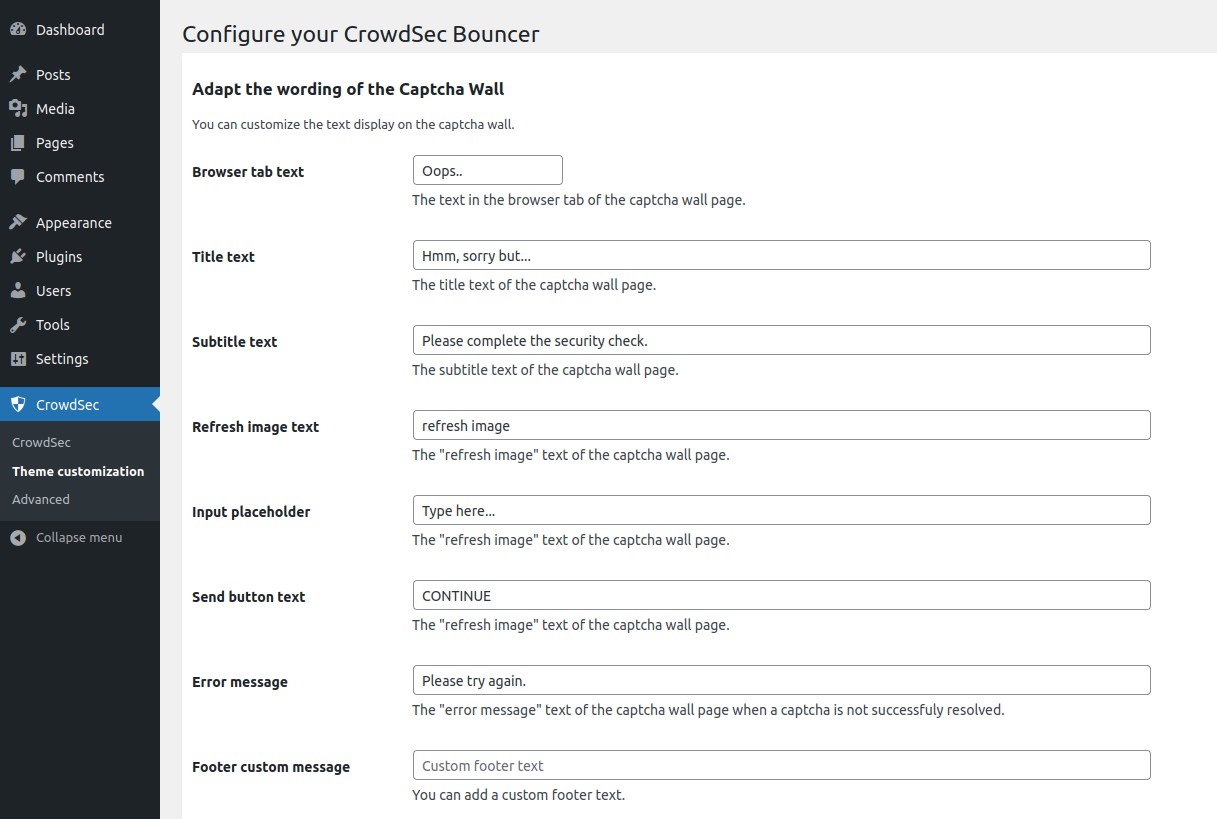 Dashboard
Posts
Media
Pages
Comments
Appearance
Plugins
Users
Tools
Settings
CrowdSec
CrowdSec
Theme customization
Advanced
Collapse menu
Configure your CrowdSec Bouncer
Adapt the wording of the Captcha Wall
You can customize the text display on the captcha wall.
Browser tab text
Oops..
The text in the browser tab of the captcha wall page.
Title text
Hmm, sorry but...
The title text of the captcha wall page.
Subtitle text
Please complete the security check.
The subtitle text of the captcha wall page.
Refresh image text
refresh image
The "refresh image" text of the captcha wall page.
Input placeholder
Type here...
The "refresh image" text of the captcha wall page.
Send button text
CONTINUE
The "refresh image" text of the captcha wall page.
Error message
Please try again.
The "error message" text of the captcha wall page when a captcha is not successfuly resolved.
Footer custom message
Custom footer text
You can add a custom footer text.